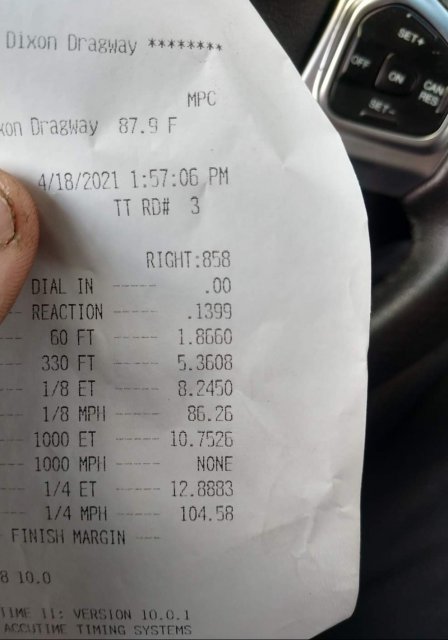 Dixon Dragway ********
MPC
Dragway 87.9 F
4/18/2021 1:57:06 PM
TT RD# 3
RIGHT:858
DIAL IN ----- .00
REACTION ----- .1399
60 FT ----- 1.8660
330 FT ----- 5.3608
1/8 ET ----- 8.2450
1/8 MPH ----- 86.26
1000 ET ----- 10.7526
1000 MPH ----- NONE
1/4 ET ----- 12.8883
1/4 MPH ----- 104.58
FINISH MARGIN ---
8 10.0
VERSION 10.0.1
ACCUTIME TIMING SYSTEMS
SET+
OFF
ON
CAN
RES
SET-